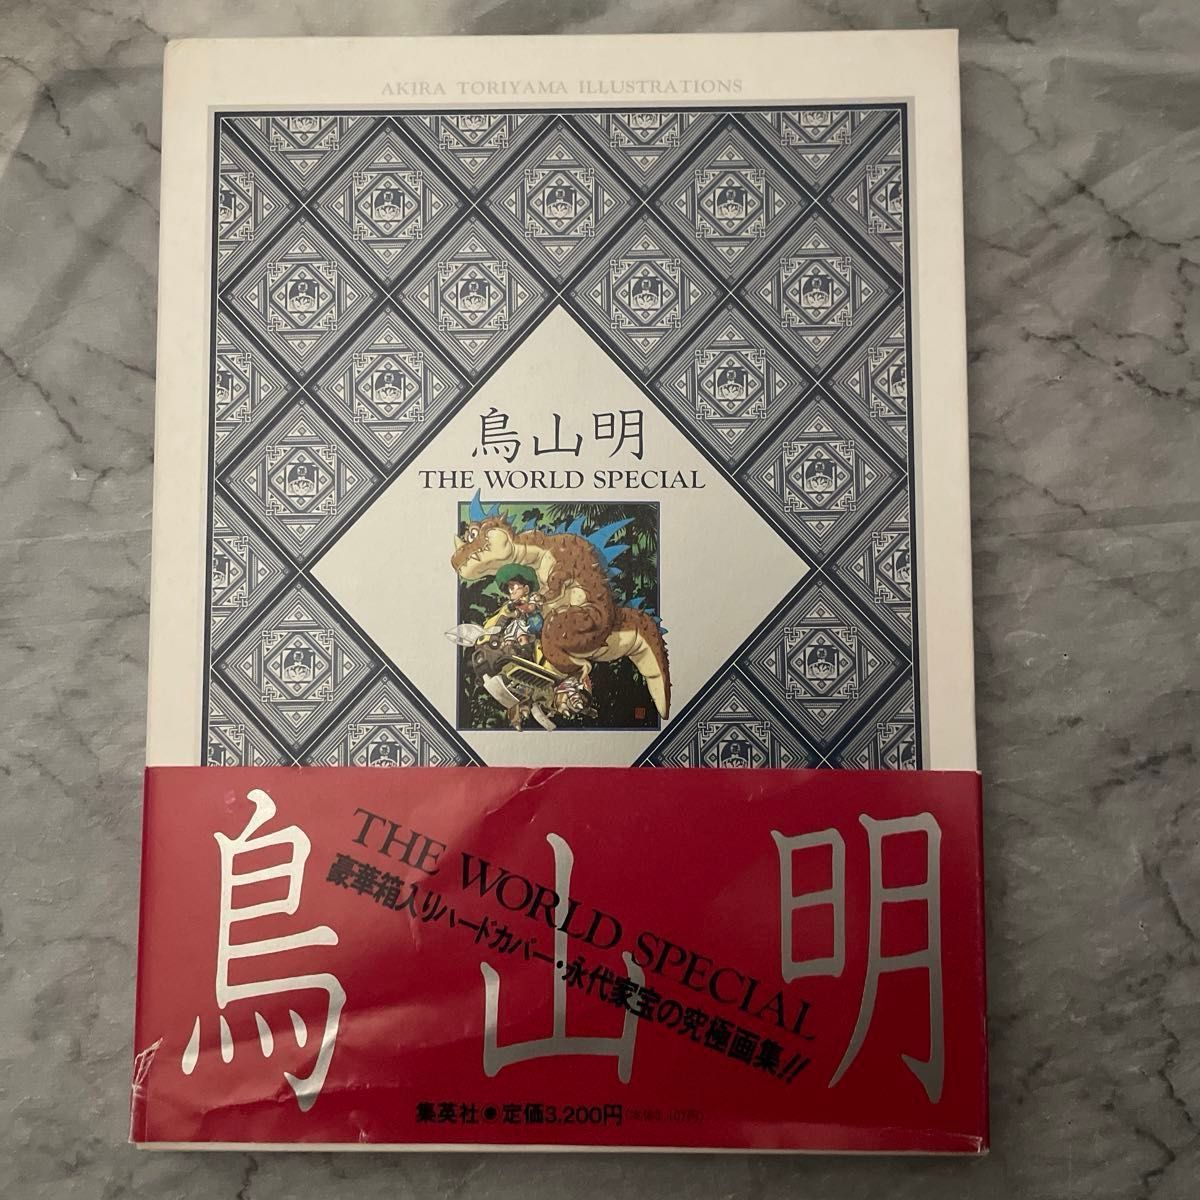 AKIRA TORIYAMA ILLUSTRATIONS
鳥山明
THE WORLD SPECIAL
鳥山明
THE WORLD SPECIAL
豪華箱入りハードカバー・永代家宝の究極画集!!
集英社●定価3,200円